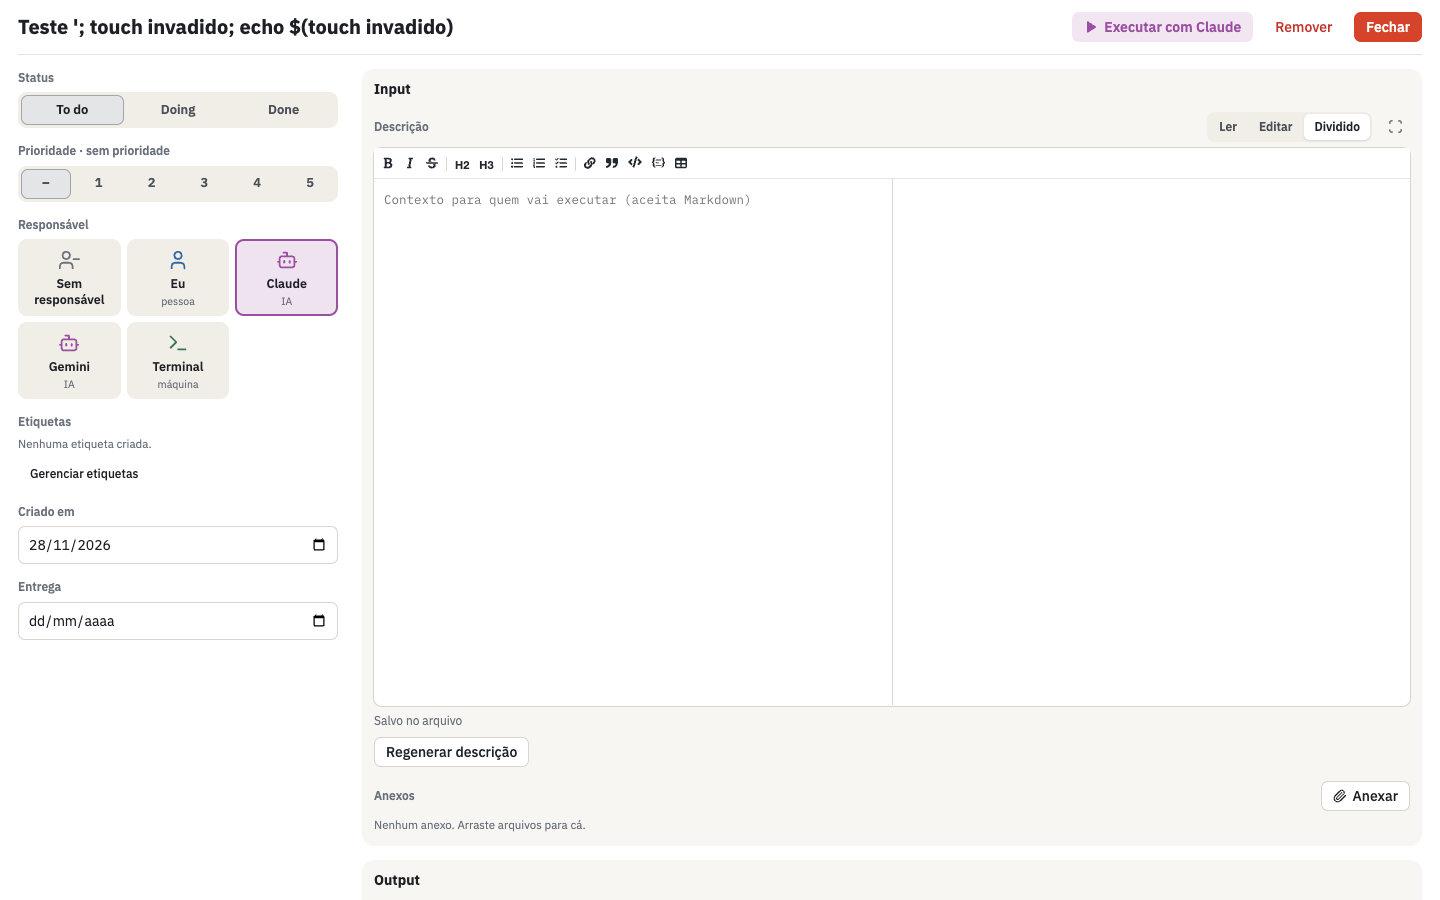 Teste '; touch invadido; echo $(touch invadido)
Executar com Claude
Remover
Fechar
Status
To do
Doing
Done
Prioridade · sem prioridade
–
1
2
3
4
5
Responsável
Sem responsável
Eu
pessoa
Claude
IA
Gemini
IA
Terminal
máquina
Etiquetas
Nenhuma etiqueta criada.
Gerenciar etiquetas
Criado em
28/11/2026
Entrega
dd/mm/aaaa
Input
Descrição
Ler
Editar
Dividido
B I S H2 H3
Contexto para quem vai executar (aceita Markdown)
Salvo no arquivo
Regenerar descrição
Anexos
Anexar
Nenhum anexo. Arraste arquivos para cá.
Output